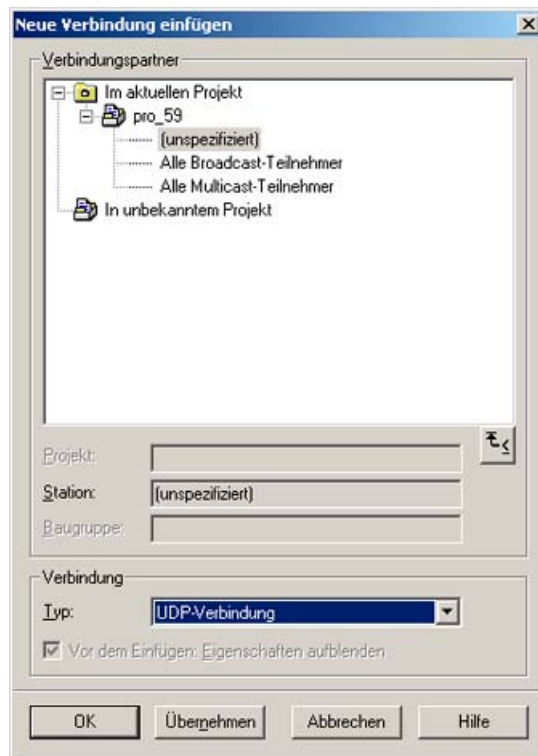 Neue Verbindung einfügen
Verbindungspartner
Im aktuellen Projekt
pro_59
(unspezifiziert)
Alle Broadcast-Teilnehmer
Alle Multicast-Teilnehmer
In unbekanntem Projekt
Projekt:
Station: (unspezifiziert)
Baugruppe:
Verbindung
Typ: UDP-Verbindung
Vor dem Einfügen: Eigenschaften aufblenden
OK Übernehmen Abbrechen Hilfe